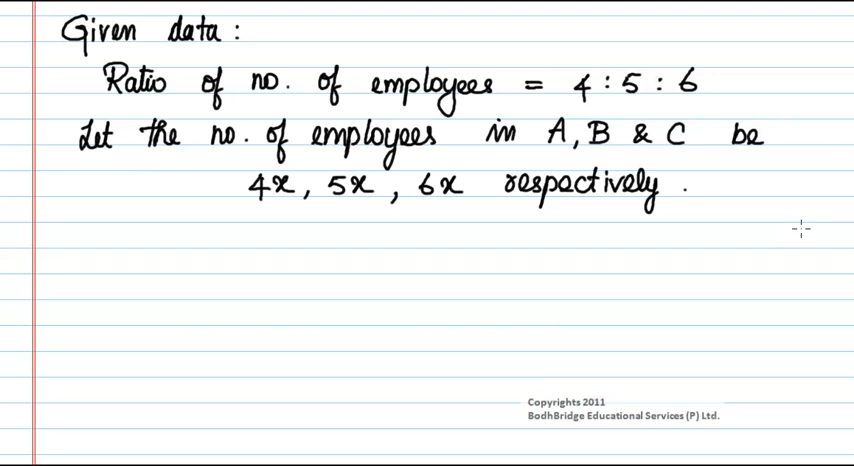 Given data :
Ratio of no. of employees = 4 : 5 : 6
Let the no. of employees in A, B & C be
4x, 5x, 6x respectively.
Copyrights 2011
BodhBridge Educational Services (P) Ltd.